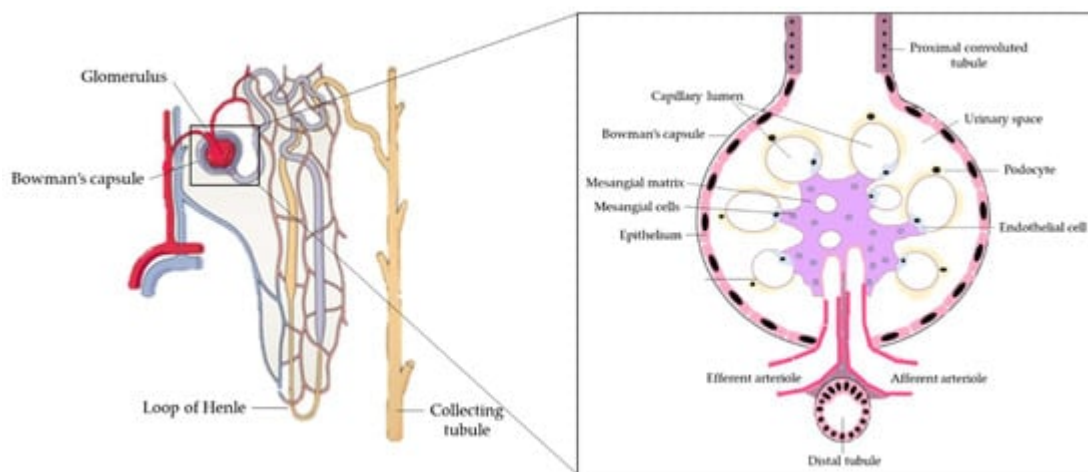 Glomerulus
Bowman's capsule
Loop of Henle
Collecting
tubule
Proximal convoluted
tubule
Capillary lumen
Bowman's capsule
Urinary space
Podocyte
Mesangial matrix
Mesangial cells
Epithelium
Endothelial cell
Efferent arteriole
Afferent arteriole
Distal tubule